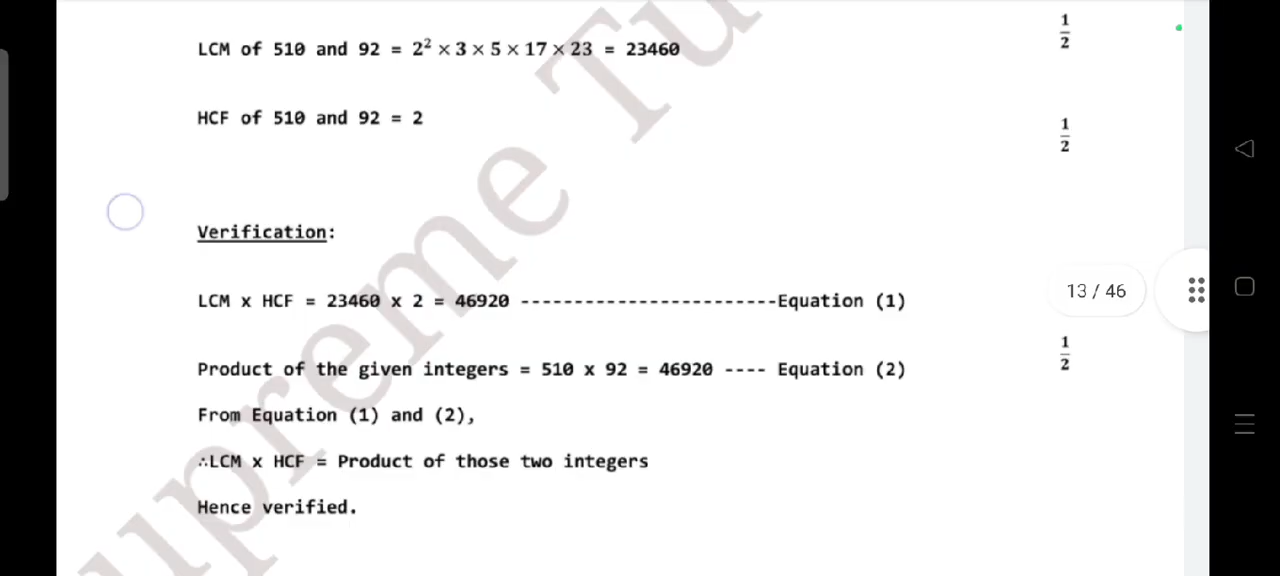 LCM of 510 and 92 = 2² × 3 × 5 × 17 × 23 = 23460
1/2
HCF of 510 and 92 = 2
1/2
Verification:
LCM x HCF = 23460 x 2 = 46920 ------------------------Equation (1)
13 / 46
1/2
Product of the given integers = 510 x 92 = 46920 ---- Equation (2)
From Equation (1) and (2),
∴LCM x HCF = Product of those two integers
Hence verified.
upreme Tu